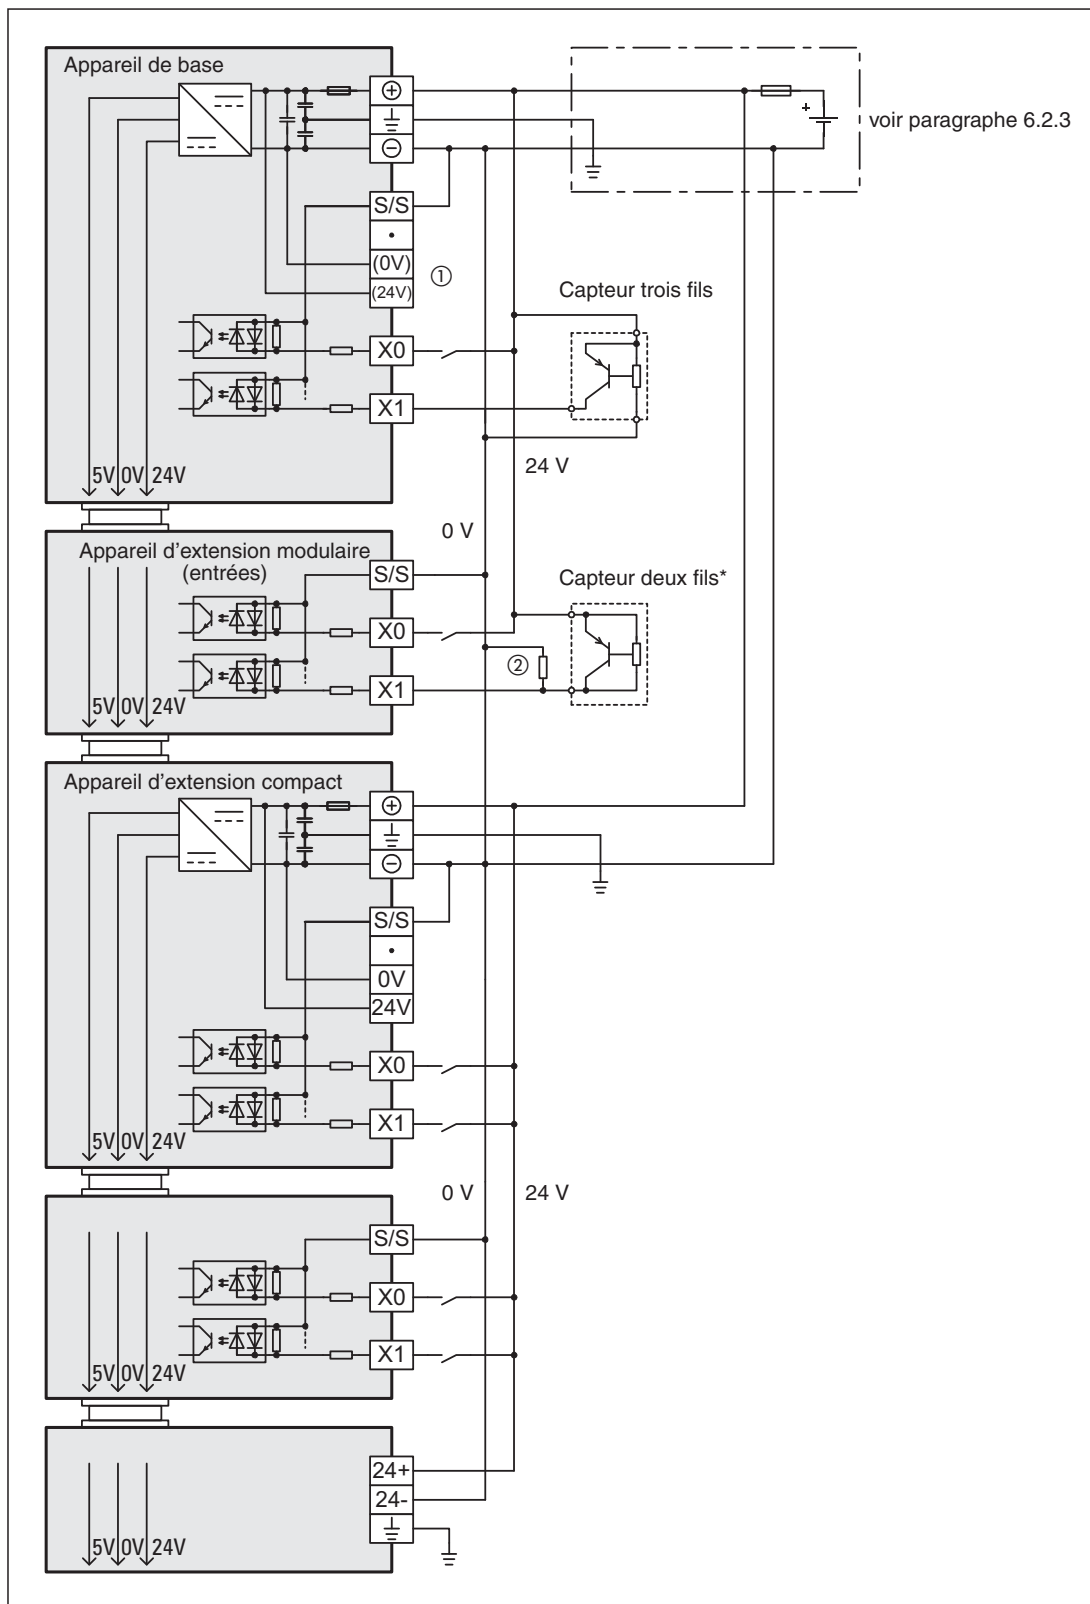 Appareil de base
⊕
+
voir paragraphe 6.2.3
⊖
S/S
•
(0V)
①
(24V)
Capteur trois fils
X0
X1
24 V
5V 0V 24V
0 V
Appareil d'extension modulaire
(entrées)
S/S
Capteur deux fils*
X0
②
X1
5V 0V 24V
Appareil d'extension compact
⊕
⊖
S/S
•
0V
24V
X0
X1
5V 0V 24V
0 V 24 V
S/S
X0
X1
5V 0V 24V
24+
24-
5V 0V 24V